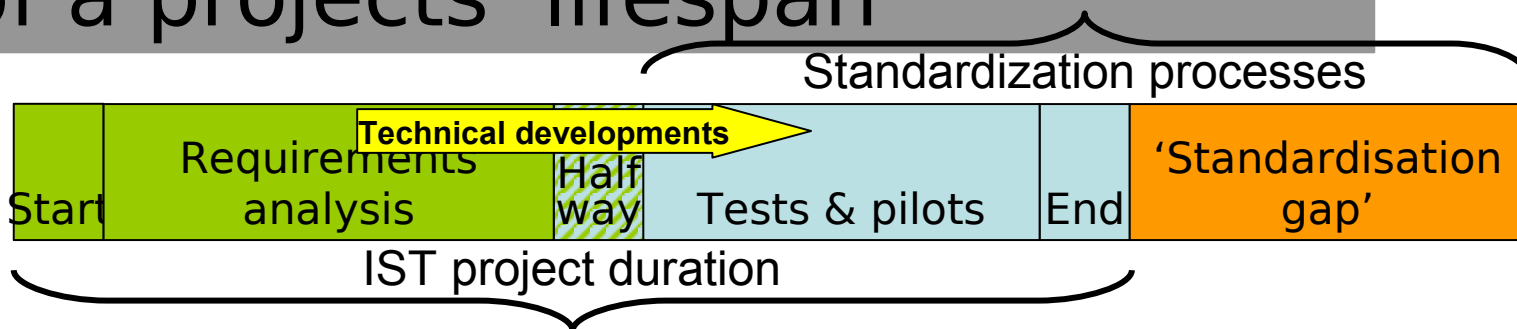 of a projects' lifespan
Standardization processes
Technical developments
Start
Requirements
analysis
Half
way
Tests & pilots
End
‘Standardisation
gap’
IST project duration